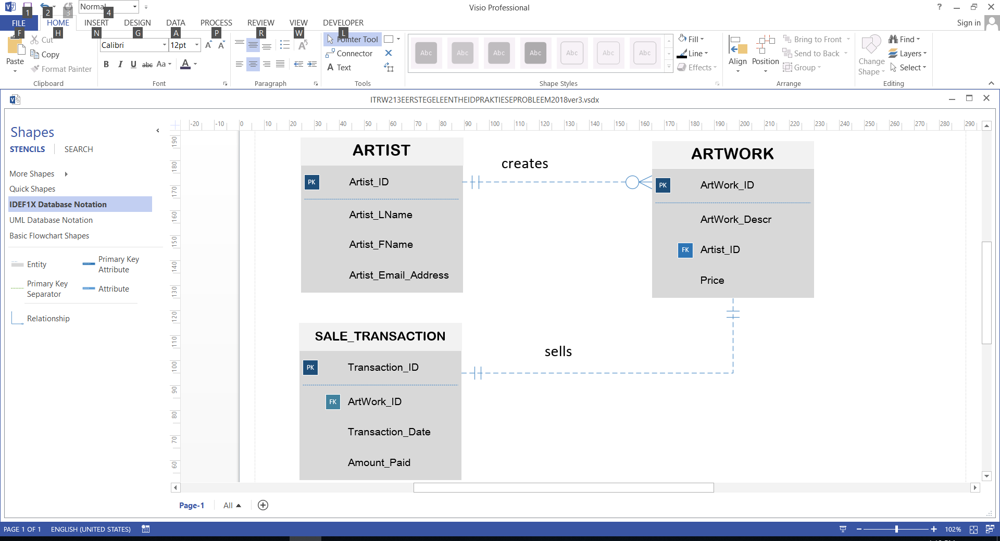 Normal
Visio Professional
?
1
2
3
4
FILE
HOME
INSERT
DESIGN
DATA
PROCESS
REVIEW
VIEW
DEVELOPER
Sign in
F
H
N
G
A
P
R
W
L
Paste
Cut
Copy
Format Painter
Clipboard
Calibri
12pt
A A
B I U abc Aa A
Font
A
Paragraph
Pointer Tool
Connector
A Text
Tools
Abc Abc Abc Abc Abc Abc Abc
Shape Styles
Fill
Line
Effects
Align
Position
Bring to Front
Send to Back
Group
Arrange
Change
Shape
Find
Layers
Select
Editing
ITRW213EERSTEGELEENTHEIDPRAKTIESEPROBLEEM2018ver3.vsdx
Shapes
STENCILS
SEARCH
More Shapes
Quick Shapes
IDEF1X Database Notation
UML Database Notation
Basic Flowchart Shapes
Entity
Primary Key
Attribute
Primary Key
Separator
Attribute
Relationship
-20 -10 0 10 20 30 40 50 60 70 80 90 100 110 120 130 140 150 160 170 180 190 200 210 220 230 240 250 260 270 280 290
190
180
170
160
150
140
130
120
110
100
90
80
70
60
ARTIST
PK Artist_ID
Artist_LName
Artist_FName
Artist_Email_Address
creates
ARTWORK
PK ArtWork_ID
ArtWork_Descr
FK Artist_ID
Price
SALE_TRANSACTION
PK Transaction_ID
FK ArtWork_ID
Transaction_Date
Amount_Paid
sells
Page-1
All
PAGE 1 OF 1
ENGLISH (UNITED STATES)
102%